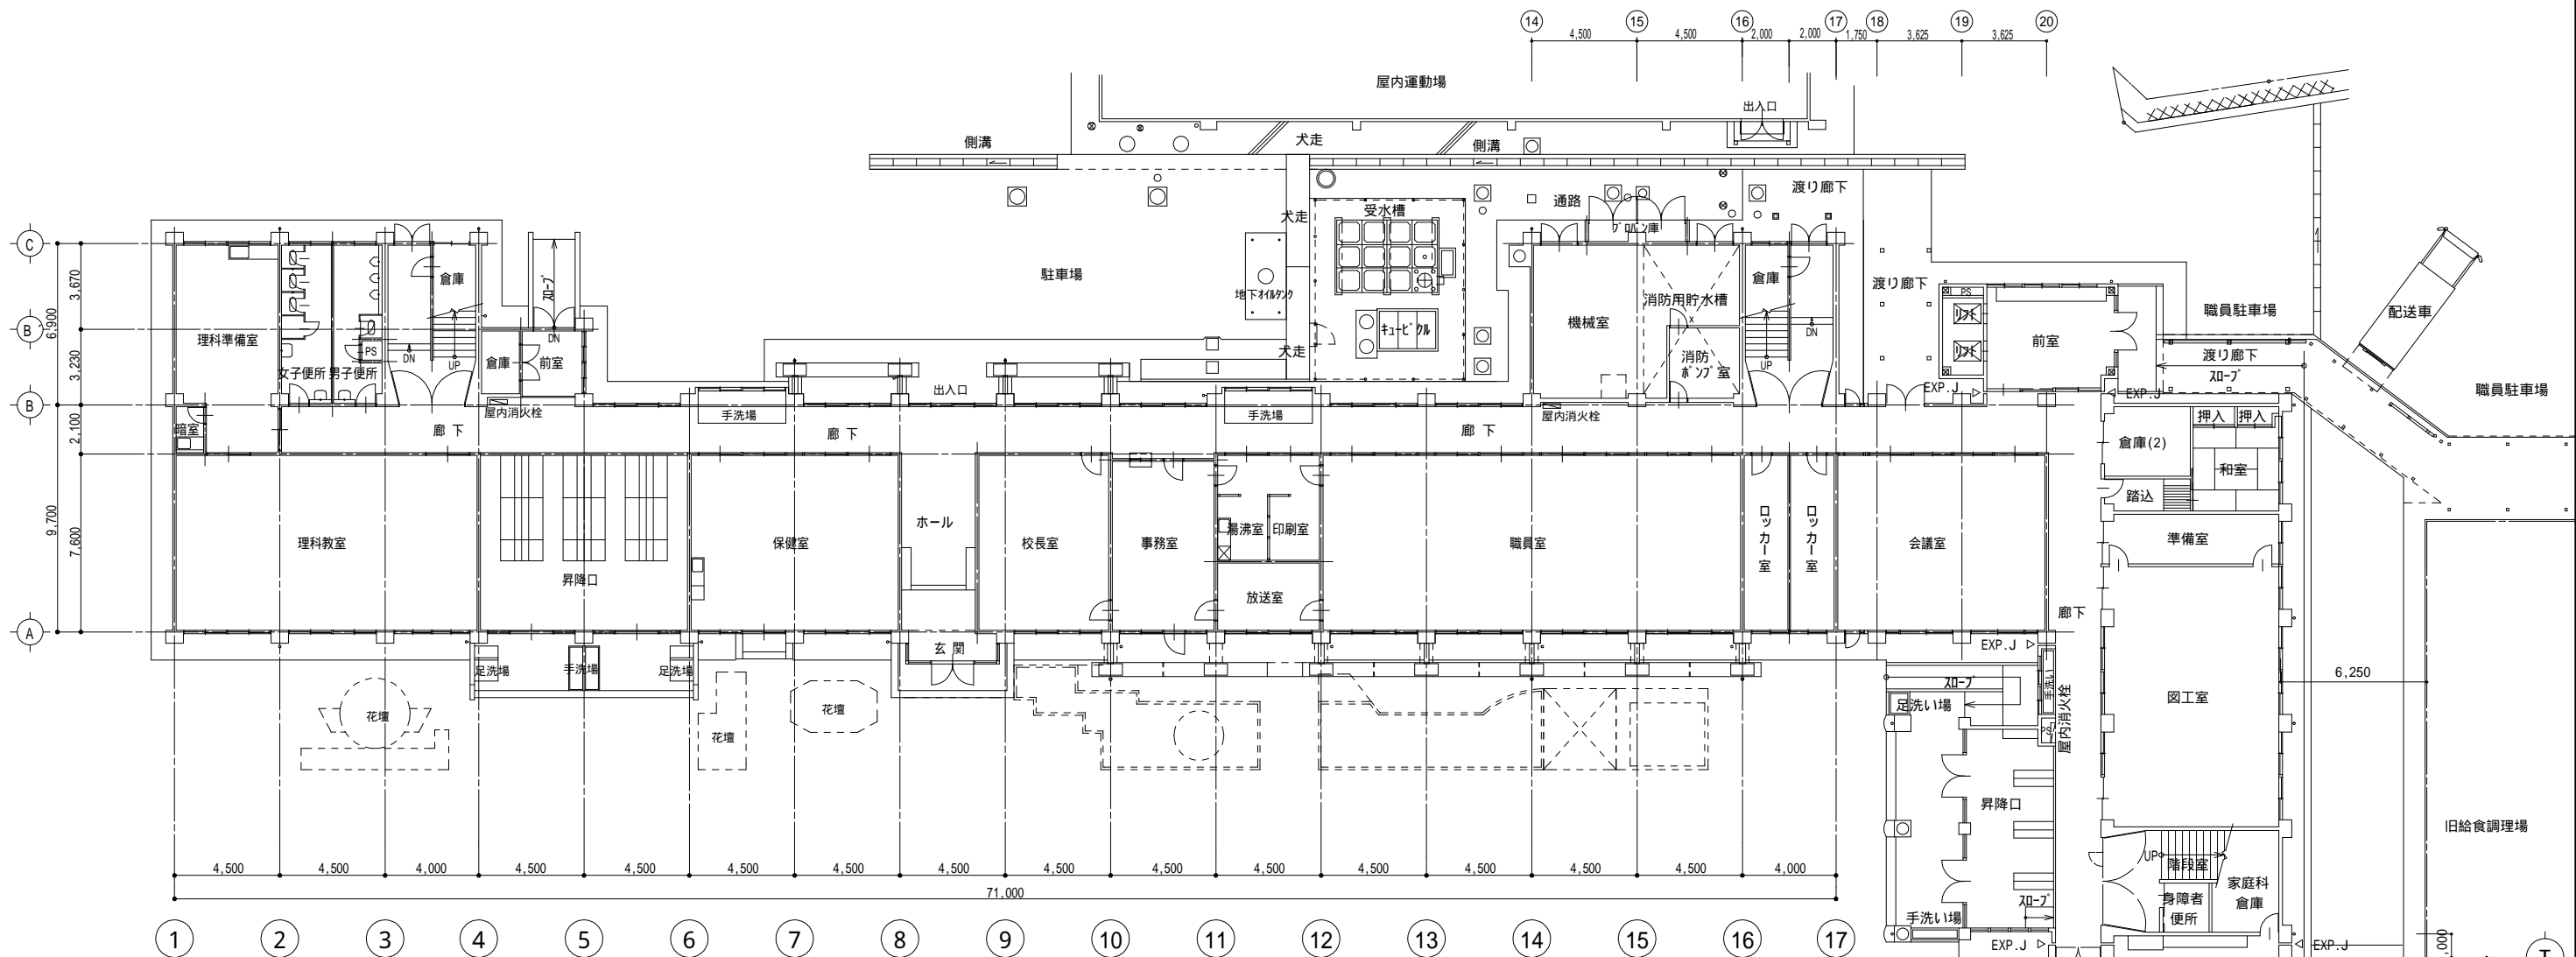 14 15 16 17 18 19 20
4,500 4,500 2,000 2,000 1,750 3,625 3,625
屋内運動場
出入口
側溝
犬走
側溝
渡り廊下
通路
受水槽
犬走
プロパン庫
C
倉庫
スロープ
駐車場
地下オイルタンク
倉庫
渡り廊下
PS
リフト
リフト
前室
職員駐車場
配送車
3,670
6,900
B'
3,230
理科準備室
PS
DN
UP
DN
倉庫
前室
キュービクル
犬走
機械室
消防用貯水槽
消防
ポンプ室
DN
UP
渡り廊下
スロープ
EXP.J
EXP.J
職員駐車場
女子便所
男子便所
出入口
B
屋内消火栓
手洗場
手洗場
屋内消火栓
押入
押入
2,100
暗室
廊下
廊下
廊下
倉庫(2)
和室
踏込
9,700
7,600
理科教室
昇降口
保健室
ホール
校長室
事務室
湯沸室
印刷室
放送室
職員室
ロッカー室
ロッカー室
会議室
準備室
A
廊下
玄関
EXP.J
足洗場
手洗場
足洗場
スロープ
手洗い
屋内消火栓
6,250
図工室
花壇
花壇
花壇
足洗い場
PS
昇降口
旧給食調理場
UP
階段室
家庭科
倉庫
身障者
便所
スロープ
手洗い場
4,500 4,500 4,000 4,500 4,500 4,500 4,500 4,500 4,500 4,500 4,500 4,500 4,500 4,500 4,500 4,000
71,000
1 2 3 4 5 6 7 8 9 10 11 12 13 14 15 16 17
EXP.J
EXP.J
T